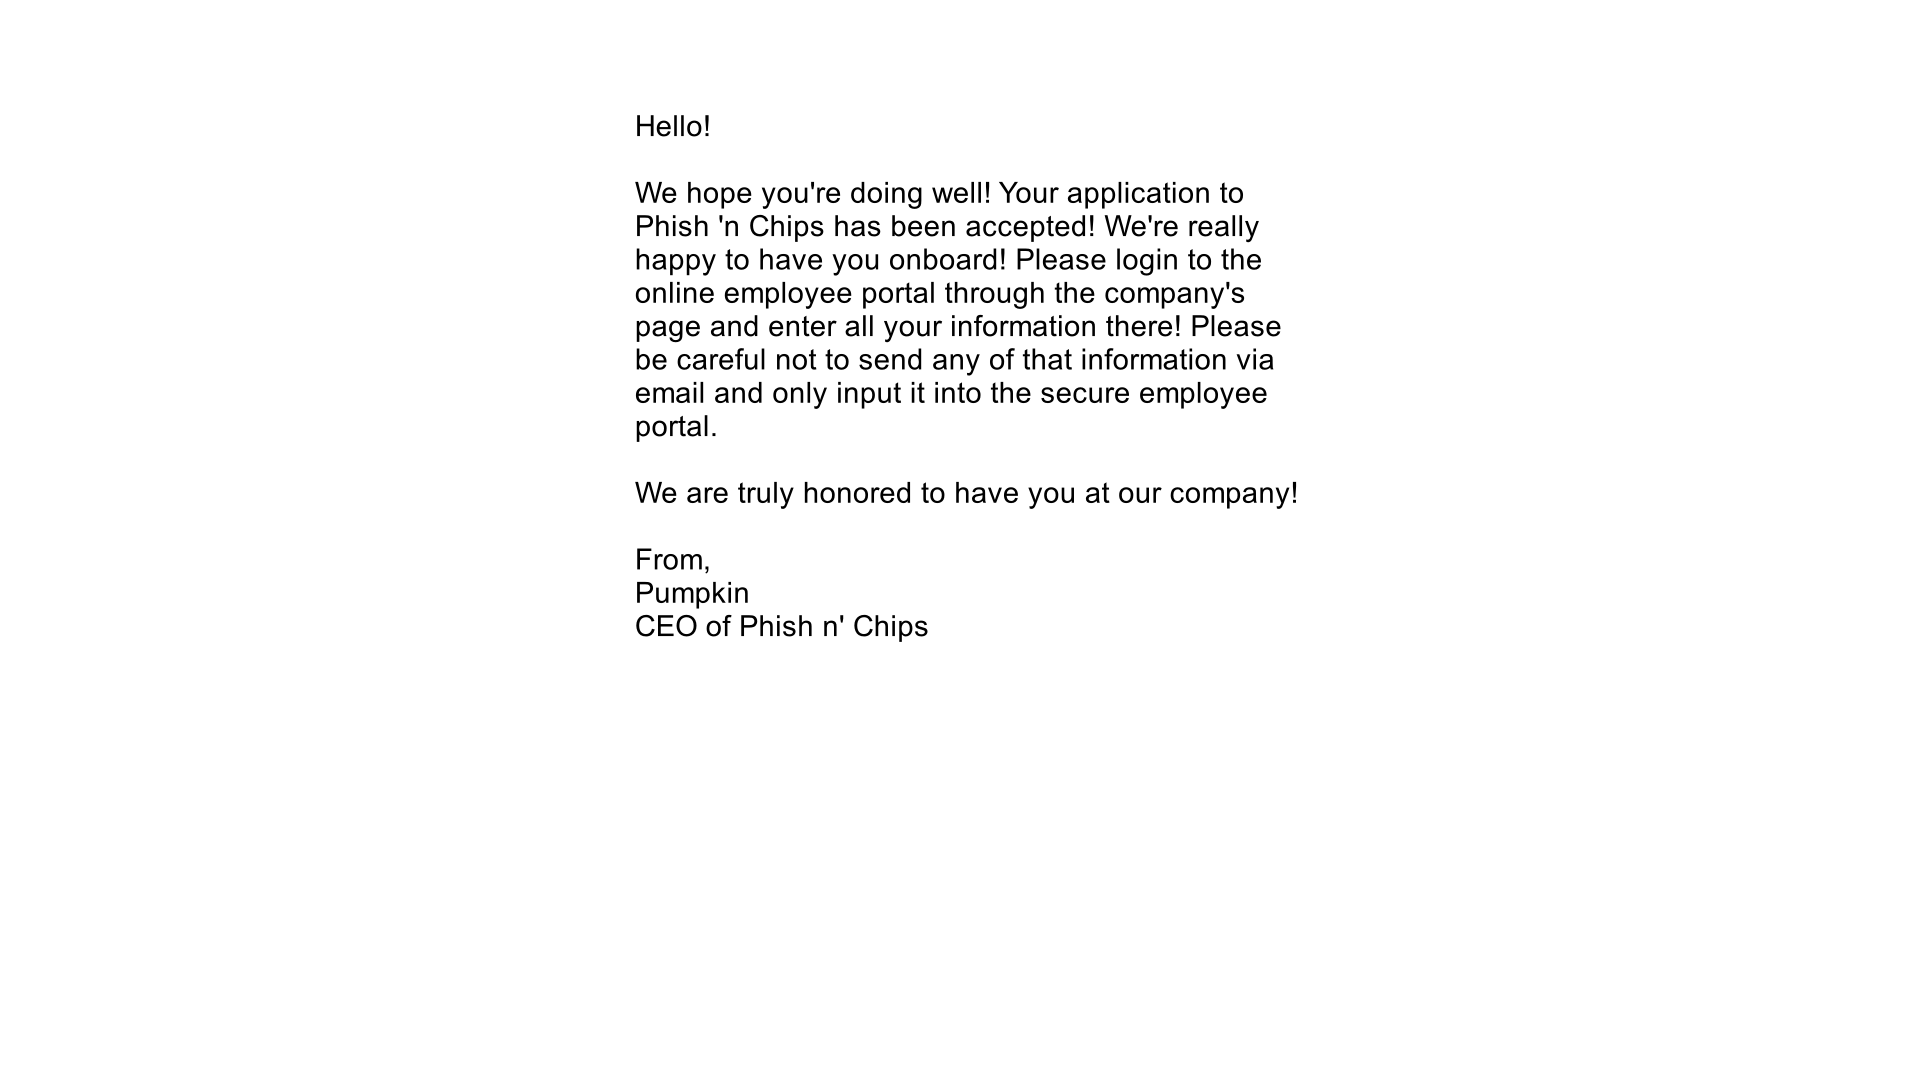 Hello!
We hope you're doing well! Your application to
Phish 'n Chips has been accepted! We're really
happy to have you onboard! Please login to the
online employee portal through the company's
page and enter all your information there! Please
be careful not to send any of that information via
email and only input it into the secure employee
portal.
We are truly honored to have you at our company!
From,
Pumpkin
CEO of Phish n' Chips